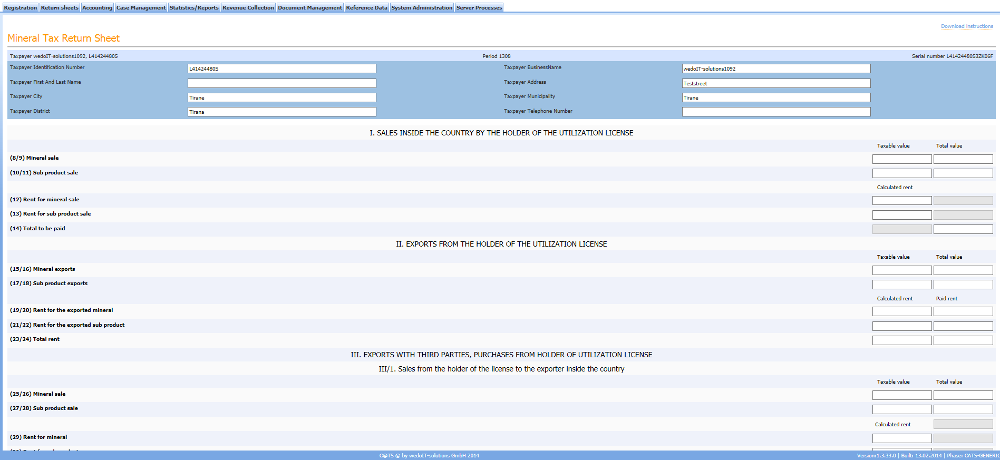 Registration Return sheets Accounting Case Management Statistics/Reports Revenue Collection Document Management Reference Data System Administration Server Processes
Download instructions
Mineral Tax Return Sheet
Taxpayer wedoIT-solutions1092, L41424480S Period 1308 Serial number L41424480S3ZK06F
Taxpayer Identification Number L41424480S Taxpayer BusinessName wedoIT-solutions1092
Taxpayer First And Last Name Taxpayer Address Teststreet
Taxpayer City Tirane Taxpayer Municipality Tirane
Taxpayer District Tirana Taxpayer Telephone Number
I. SALES INSIDE THE COUNTRY BY THE HOLDER OF THE UTILIZATION LICENSE
Taxable value Total value
(8/9) Mineral sale
(10/11) Sub product sale
Calculated rent
(12) Rent for mineral sale
(13) Rent for sub product sale
(14) Total to be paid
II. EXPORTS FROM THE HOLDER OF THE UTILIZATION LICENSE
Taxable value Total value
(15/16) Mineral exports
(17/18) Sub product exports
Calculated rent Paid rent
(19/20) Rent for the exported mineral
(21/22) Rent for the exported sub product
(23/24) Total rent
III. EXPORTS WITH THIRD PARTIES, PURCHASES FROM HOLDER OF UTILIZATION LICENSE
III/1. Sales from the holder of the license to the exporter inside the country
Taxable value Total value
(25/26) Mineral sale
(27/28) Sub product sale
Calculated rent
(29) Rent for mineral
C@TS © by wedoIT-solutions GmbH 2014 Version:1.3.33.0 | Built: 13.02.2014 | Phase: CATS-GENERIC